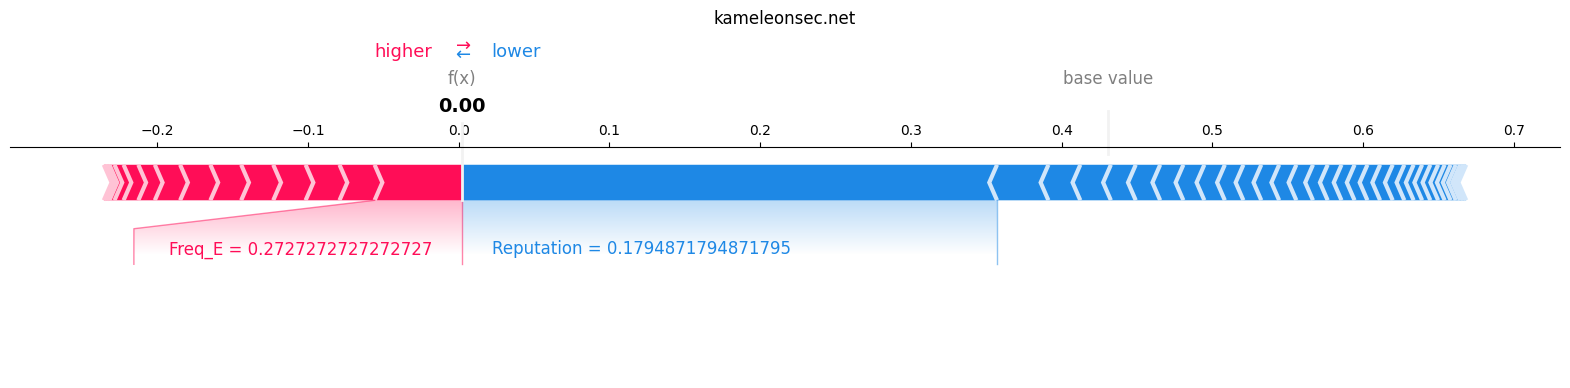 kameleonsec.net
higher ⇄ lower
f(x) base value
0.00
−0.2 −0.1 0.0 0.1 0.2 0.3 0.4 0.5 0.6 0.7
Freq_E = 0.2727272727272727 Reputation = 0.1794871794871795